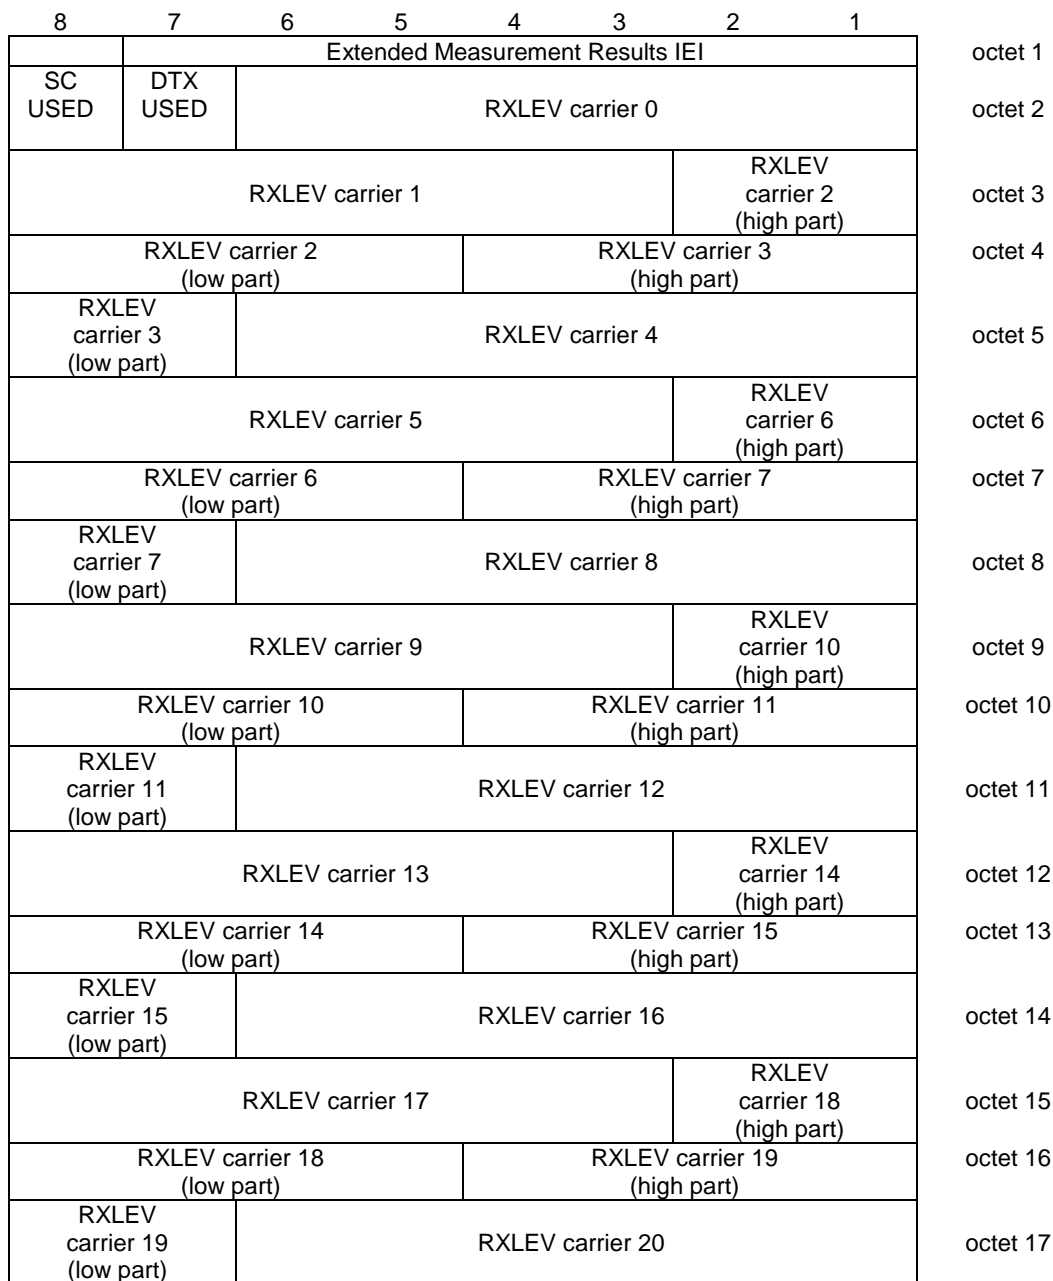 8 7 6 5 4 3 2 1
Extended Measurement Results IEI octet 1
SC DTX
USED USED RXLEV carrier 0 octet 2
RXLEV
RXLEV carrier 1 carrier 2 octet 3
(high part)
RXLEV carrier 2 RXLEV carrier 3 octet 4
(low part) (high part)
RXLEV
carrier 3 RXLEV carrier 4 octet 5
(low part)
RXLEV
RXLEV carrier 5 carrier 6 octet 6
(high part)
RXLEV carrier 6 RXLEV carrier 7 octet 7
(low part) (high part)
RXLEV
carrier 7 RXLEV carrier 8 octet 8
(low part)
RXLEV
RXLEV carrier 9 carrier 10 octet 9
(high part)
RXLEV carrier 10 RXLEV carrier 11 octet 10
(low part) (high part)
RXLEV
carrier 11 RXLEV carrier 12 octet 11
(low part)
RXLEV
RXLEV carrier 13 carrier 14 octet 12
(high part)
RXLEV carrier 14 RXLEV carrier 15 octet 13
(low part) (high part)
RXLEV
carrier 15 RXLEV carrier 16 octet 14
(low part)
RXLEV
RXLEV carrier 17 carrier 18 octet 15
(high part)
RXLEV carrier 18 RXLEV carrier 19 octet 16
(low part) (high part)
RXLEV
carrier 19 RXLEV carrier 20 octet 17
(low part)